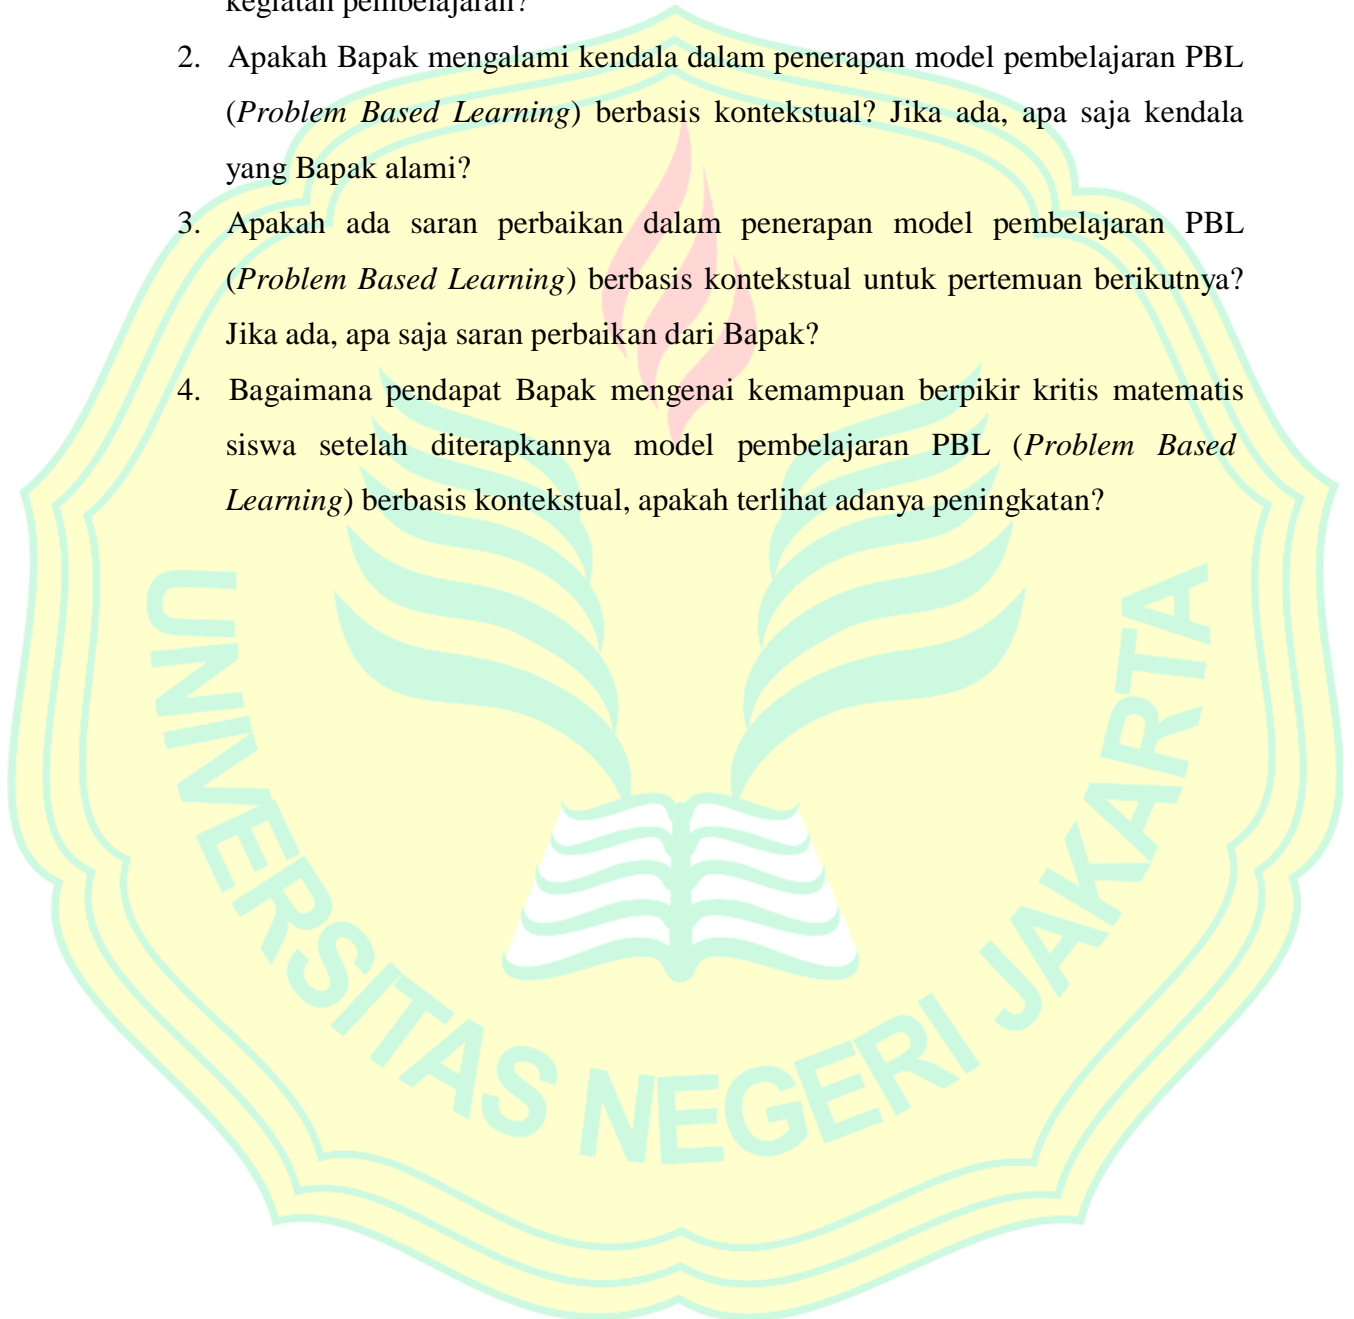 kegiatan pembelajaran?
2. Apakah Bapak mengalami kendala dalam penerapan model pembelajaran PBL
(Problem Based Learning) berbasis kontekstual? Jika ada, apa saja kendala
yang Bapak alami?
3. Apakah ada saran perbaikan dalam penerapan model pembelajaran PBL
(Problem Based Learning) berbasis kontekstual untuk pertemuan berikutnya?
Jika ada, apa saja saran perbaikan dari Bapak?
4. Bagaimana pendapat Bapak mengenai kemampuan berpikir kritis matematis
siswa setelah diterapkannya model pembelajaran PBL (Problem Based
Learning) berbasis kontekstual, apakah terlihat adanya peningkatan?
UNIVERSITAS NEGERI JAKARTA